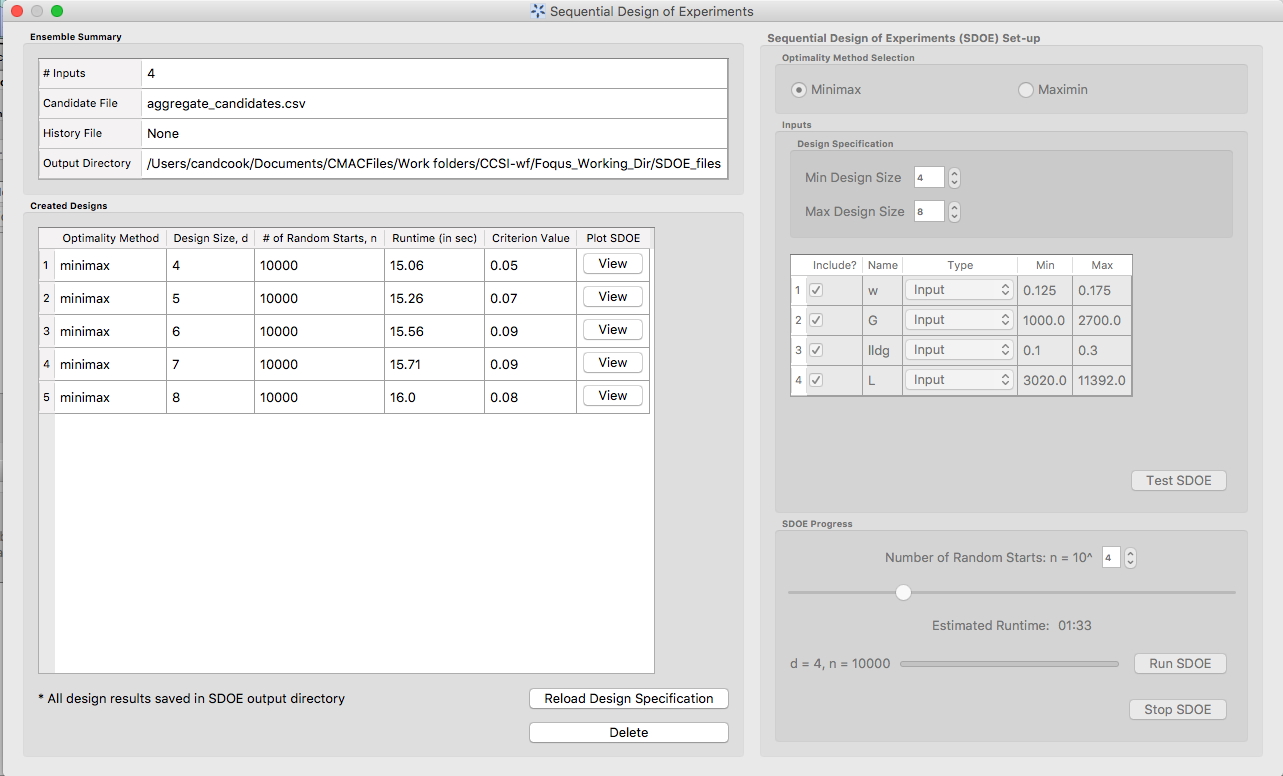 Sequential Design of Experiments
Ensemble Summary
# Inputs 4
Candidate File aggregate_candidates.csv
History File None
Output Directory /Users/candcook/Documents/CMACFiles/Work folders/CCSI-wf/Foqus_Working_Dir/SDOE_files
Created Designs
Optimality Method Design Size, d # of Random Starts, n Runtime (in sec) Criterion Value Plot SDOE
1 minimax 4 10000 15.06 0.05 View
2 minimax 5 10000 15.26 0.07 View
3 minimax 6 10000 15.56 0.09 View
4 minimax 7 10000 15.71 0.09 View
5 minimax 8 10000 16.0 0.08 View
* All design results saved in SDOE output directory
Reload Design Specification
Delete
Sequential Design of Experiments (SDOE) Set-up
Optimality Method Selection
Minimax Maximin
Inputs
Design Specification
Min Design Size 4
Max Design Size 8
Include? Name Type Min Max
1 w Input 0.125 0.175
2 G Input 1000.0 2700.0
3 lldg Input 0.1 0.3
4 L Input 3020.0 11392.0
Test SDOE
SDOE Progress
Number of Random Starts: n = 10^ 4
Estimated Runtime: 01:33
d = 4, n = 10000 Run SDOE
Stop SDOE